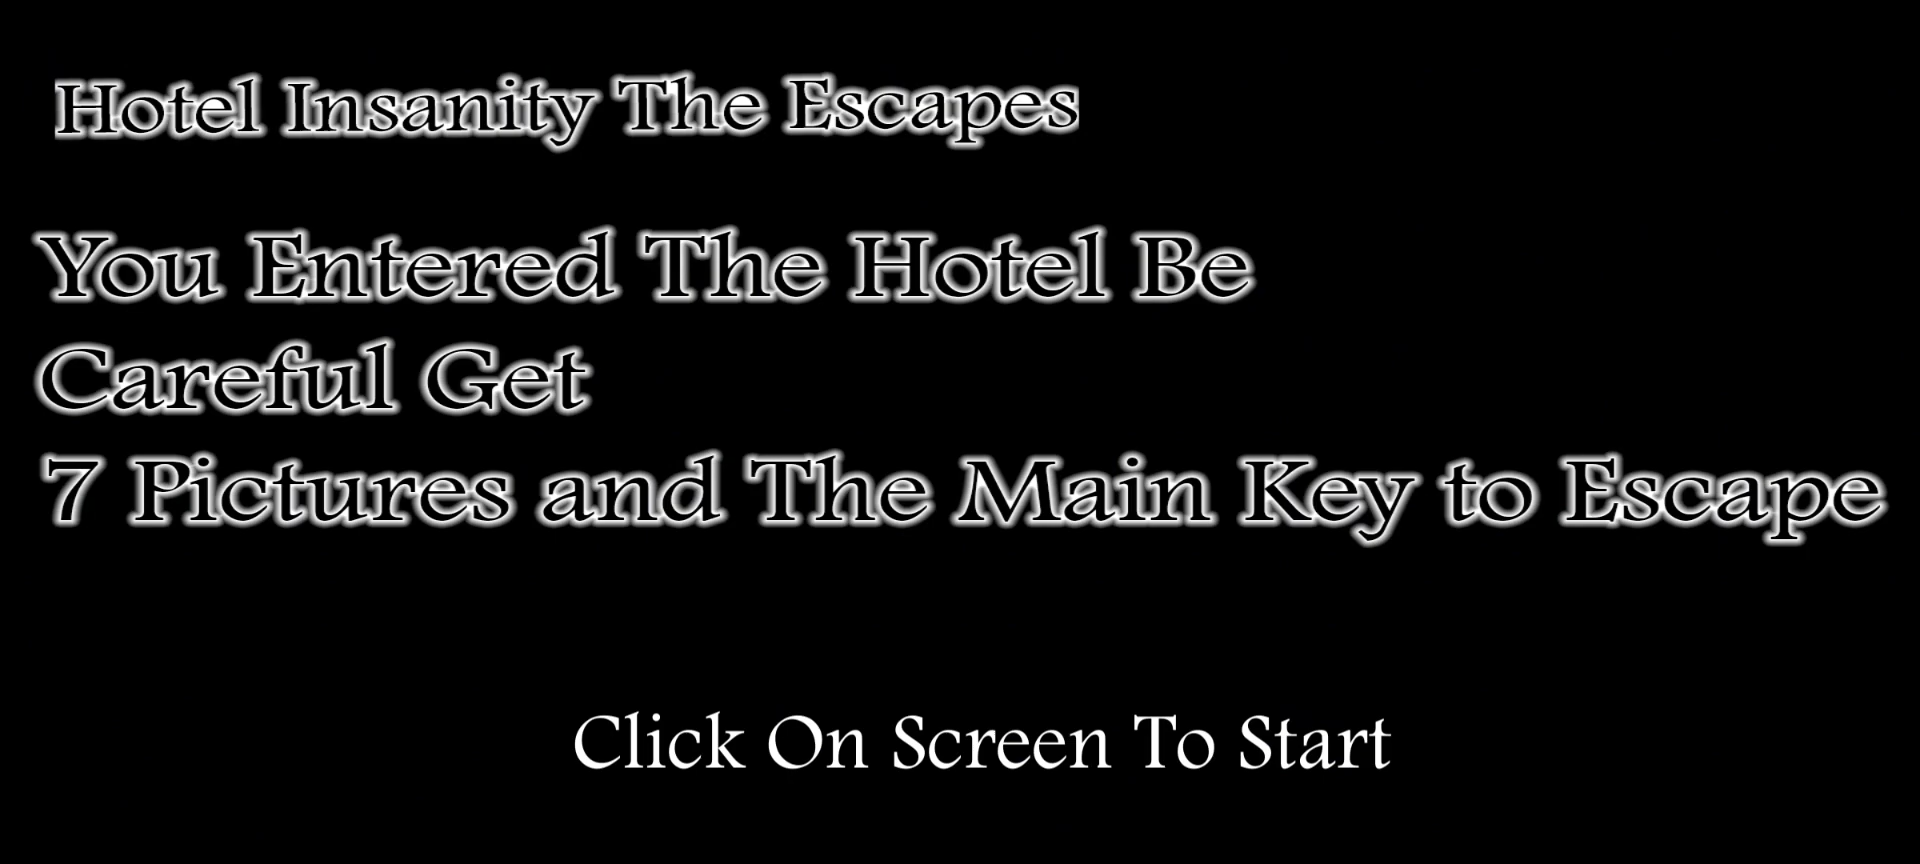 Hotel Insanity The Escapes
You Entered The Hotel Be
Careful Get
7 Pictures and The Main Key to Escape
Click On Screen To Start